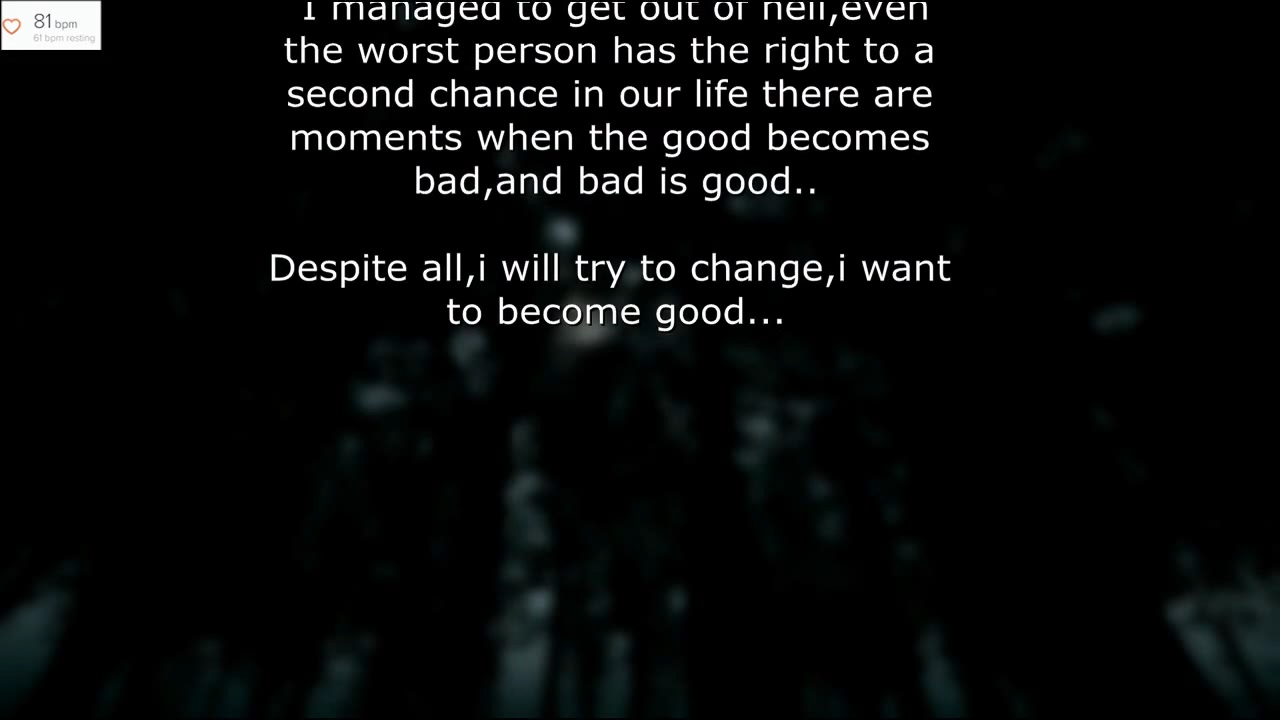 81 bpm
61 bpm resting
I managed to get out of hell,even
the worst person has the right to a
second chance in our life there are
moments when the good becomes
bad,and bad is good..
Despite all,i will try to change,i want
to become good...